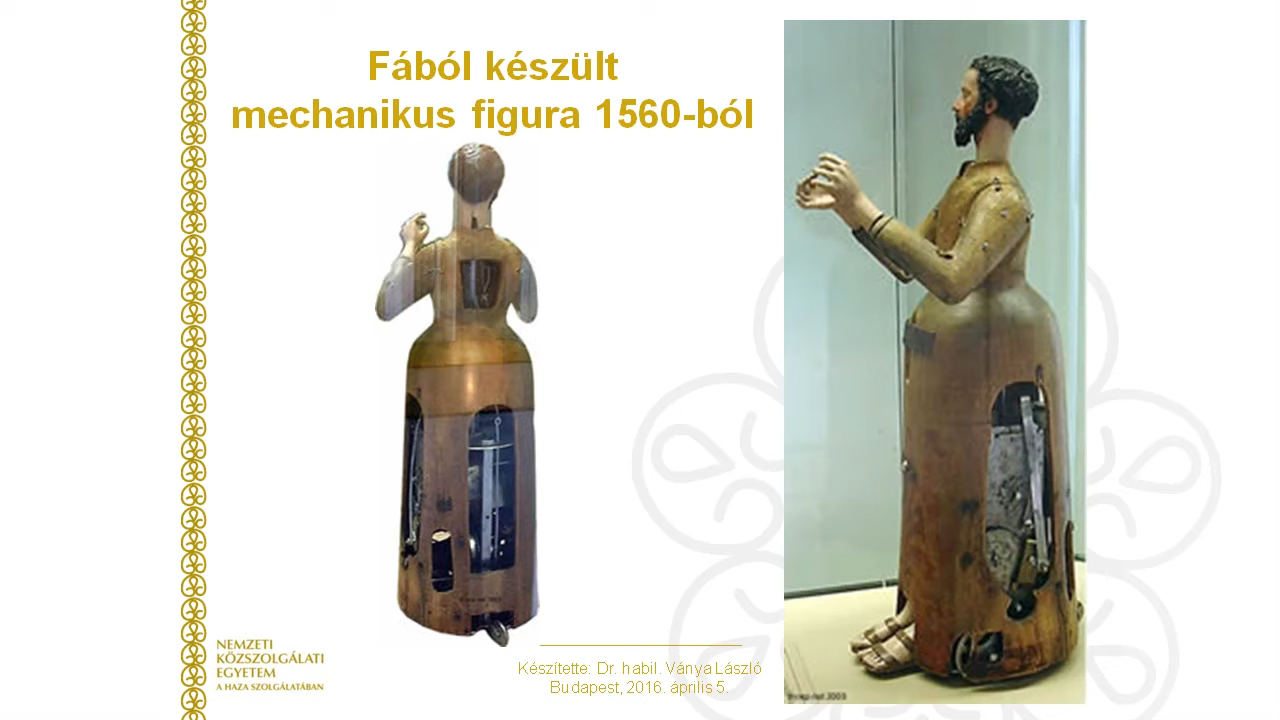 Fából készült
mechanikus figura 1560-ból
NEMZETI
KÖZSZOLGÁLATI
EGYETEM
A HAZA SZOLGÁLATÁBAN
Készítette: Dr. habil. Ványa László
Budapest, 2016. április 5.